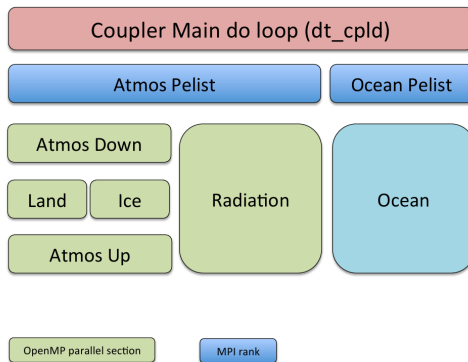 Coupler Main do loop (dt_cpld)
Atmos Pelist
Ocean Pelist
Atmos Down
Land
Ice
Atmos Up
Radiation
Ocean
OpenMP parallel section
MPI rank